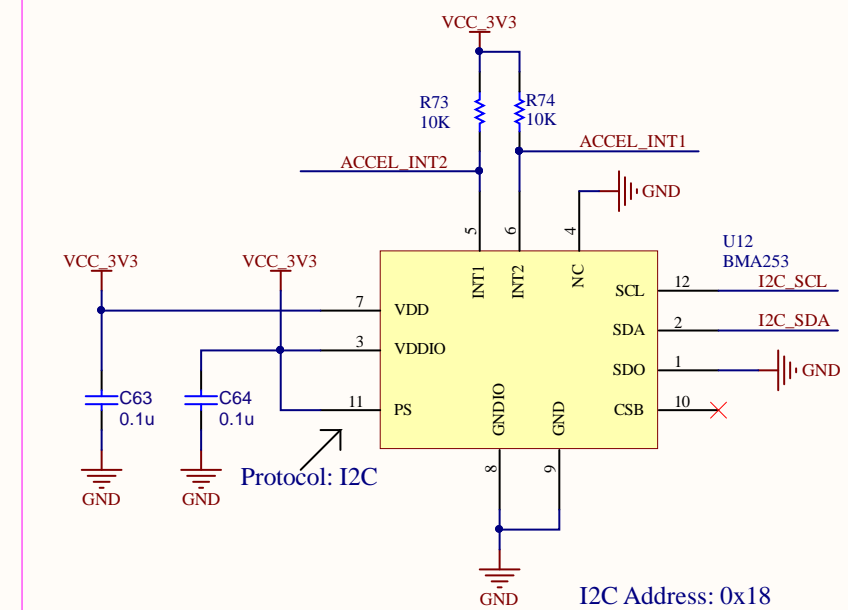 VCC_3V3
R73
10K
R74
10K
ACCEL_INT2
ACCEL_INT1
GND
5
6
4
INT1
INT2
NC
U12
BMA253
VCC_3V3
VCC_3V3
7
VDD
3
VDDIO
11
PS
SCL
12
I2C_SCL
SDA
2
I2C_SDA
SDO
1
GND
CSB
10
GNDIO
GND
8
9
C63
0.1u
C64
0.1u
GND
GND
Protocol: I2C
GND
I2C Address: 0x18